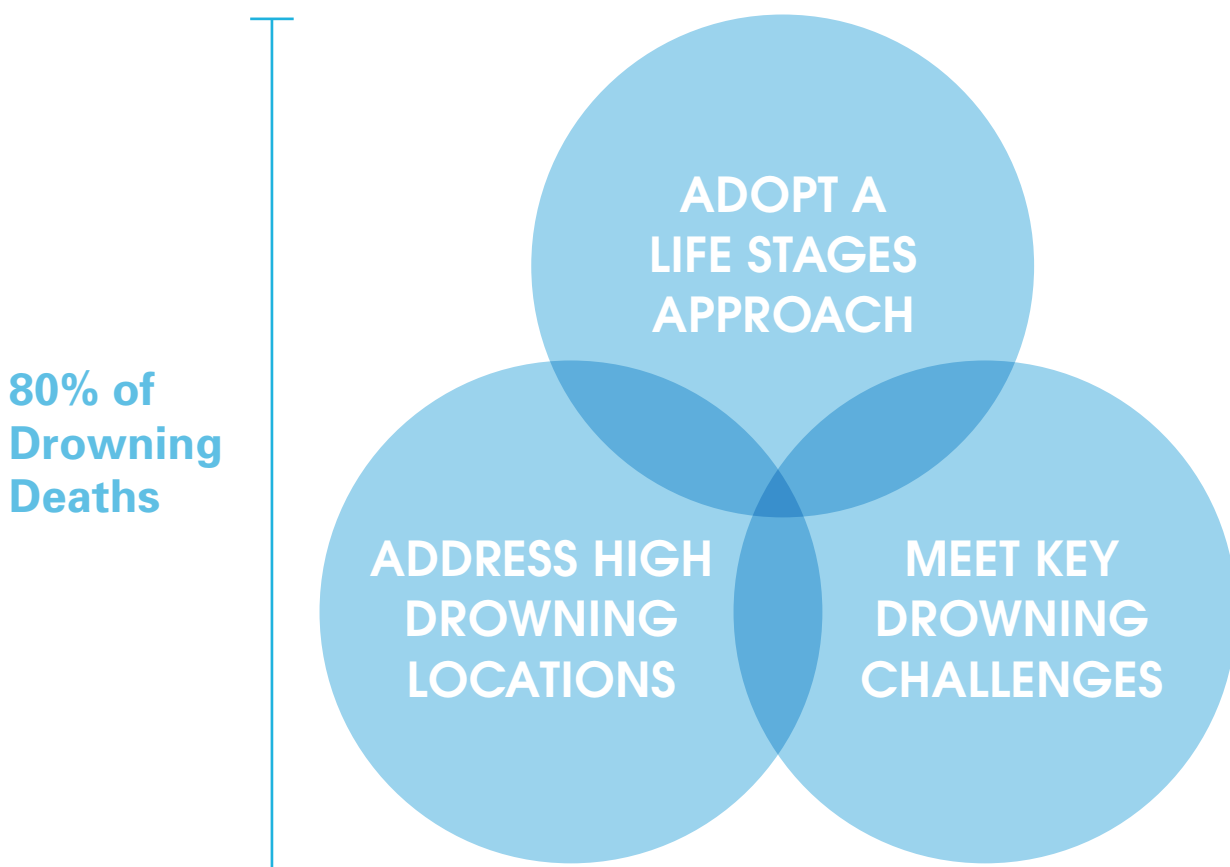 80% of
Drowning
Deaths
ADOPT A
LIFE STAGES
APPROACH
ADDRESS HIGH
DROWNING
LOCATIONS
MEET KEY
DROWNING
CHALLENGES